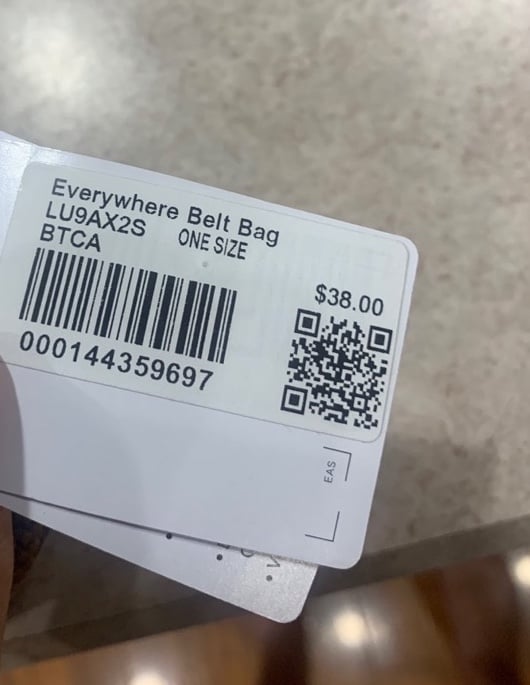 Everywhere Belt Bag
LU9AX2S ONE SIZE
BTCA
$38.00
000144359697
EAS